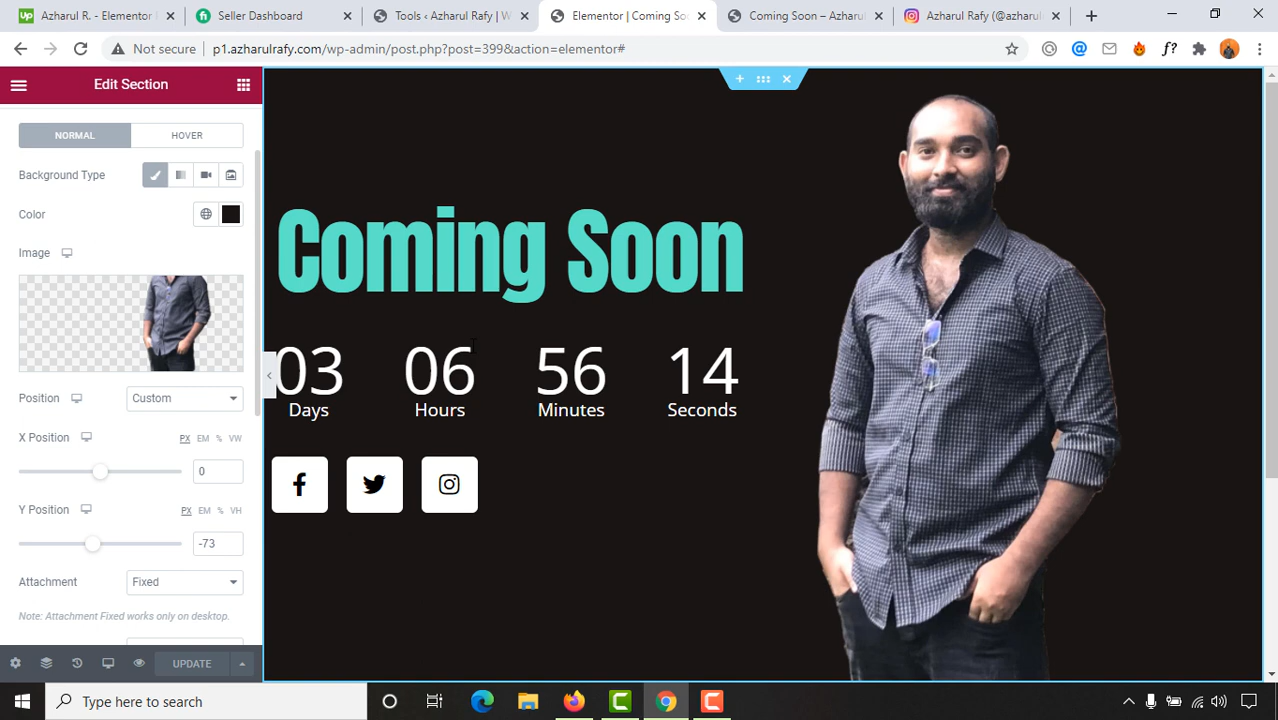 Azharul R. - Elementor
Seller Dashboard
Tools ‹ Azharul Rafy | W
Elementor | Coming Soo
Coming Soon – Azharu
Azharul Rafy (@azharul
Not secure
p1.azharulrafy.com/wp-admin/post.php?post=399&action=elementor#
Edit Section
NORMAL HOVER
Background Type
Color
Image
Position Custom
X Position PX EM % VW
0
Y Position PX EM % VH
-73
Attachment Fixed
Note: Attachment Fixed works only on desktop.
UPDATE
Coming Soon
03 06 56 14
Days Hours Minutes Seconds
Type here to search